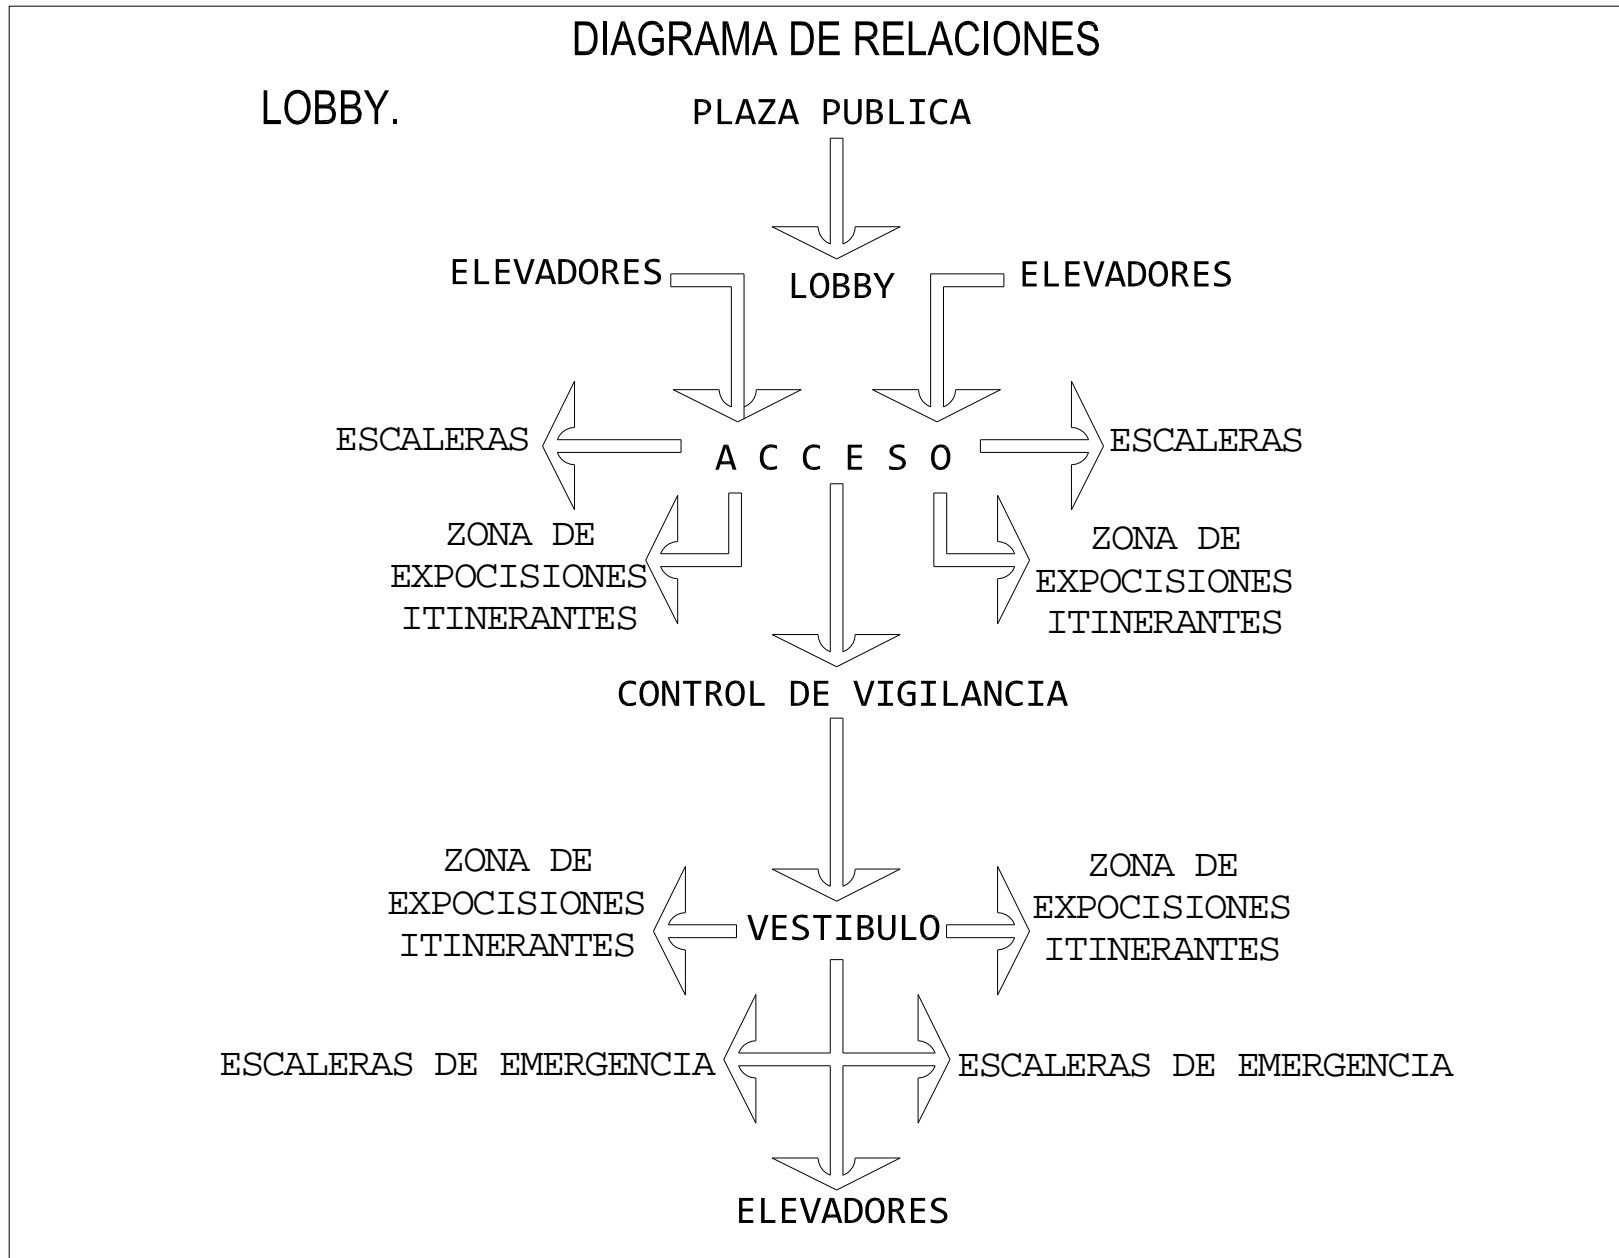 DIAGRAMA DE RELACIONES
LOBBY.
PLAZA PUBLICA
ELEVADORES
LOBBY
ELEVADORES
ESCALERAS
A C C E S O
ESCALERAS
ZONA DE
EXPOCISIONES
ITINERANTES
ZONA DE
EXPOCISIONES
ITINERANTES
CONTROL DE VIGILANCIA
ZONA DE
EXPOCISIONES
ITINERANTES
VESTIBULO
ZONA DE
EXPOCISIONES
ITINERANTES
ESCALERAS DE EMERGENCIA
ESCALERAS DE EMERGENCIA
ELEVADORES